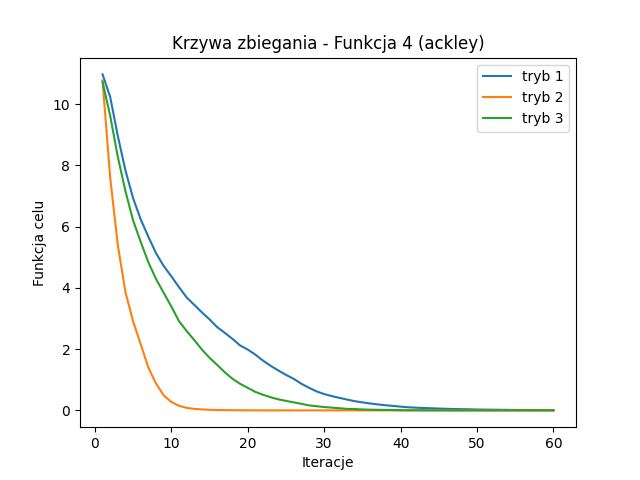 Krzywa zbiegania - Funkcja 4 (ackley)
tryb 1
tryb 2
tryb 3
Funkcja celu
10
8
6
4
2
0
0 10 20 30 40 50 60
Iteracje